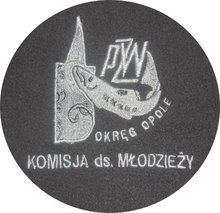 PZW
OKRĘG OPOLE
KOMISJA ds. MŁODZIEŻY